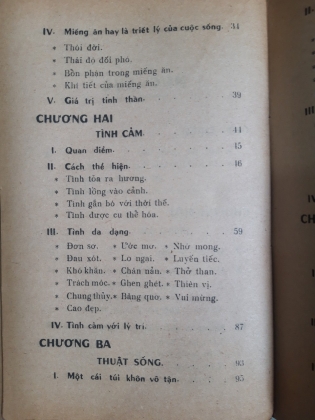 IV. Miếng ăn hay là triết lý của cuộc sống. 34
* Thói đời.
* Thái độ đối phó.
* Bổn phận trong miếng ăn.
* Khí tiết của miếng ăn.
V. Giá trị tinh thần. 39
CHƯƠNG HAI
TÌNH CẢM. 44
I. Quan điểm. 45
II. Cách thể hiện. 46
* Tình tỏa ra hương.
* Tình lồng vào cảnh.
* Tình gắn bó với thời thế.
* Tình được cụ thể hóa.
III. Tình đa dạng. 59
* Đơn sơ. * Ước mơ. * Nhớ mong.
* Đau xót. * Lo ngại. * Luyến tiếc.
* Khó khăn. * Chán nản. * Thở than.
* Trách móc. * Ghen ghét. * Thiên vị.
* Chung thủy. * Bâng quơ. * Vui mừng.
* Cao đẹp.
IV. Tình cảm với lý trí. 87
CHƯƠNG BA
THUẬT SỐNG. 95
I. Một cái túi khôn vô tận. 95
II.
IV